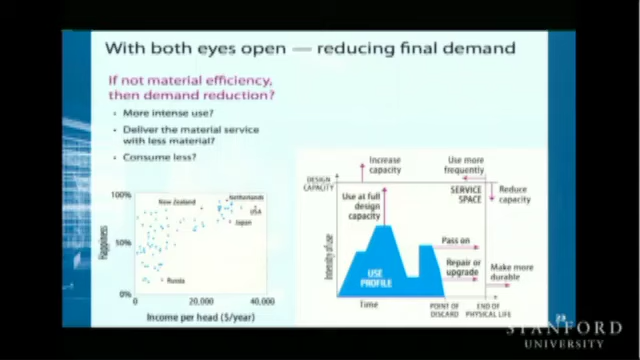 With both eyes open — reducing final demand
If not material efficiency,
then demand reduction?
• More intense use?
• Deliver the material service
with less material?
• Consume less?
100%
50%
0%
Happiness
New Zealand
Netherlands
USA
Japan
Russia
0
20,000
40,000
Income per head ($/year)
Increase
capacity
Use more
frequently
DESIGN
CAPACITY
Use at full
design
capacity
SERVICE
SPACE
Reduce
capacity
Intensity of use
Pass on
Repair or
upgrade
Make more
durable
USE
PROFILE
Time
POINT OF
DISCARD
END OF
PHYSICAL LIFE
STANFORD
UNIVERSITY